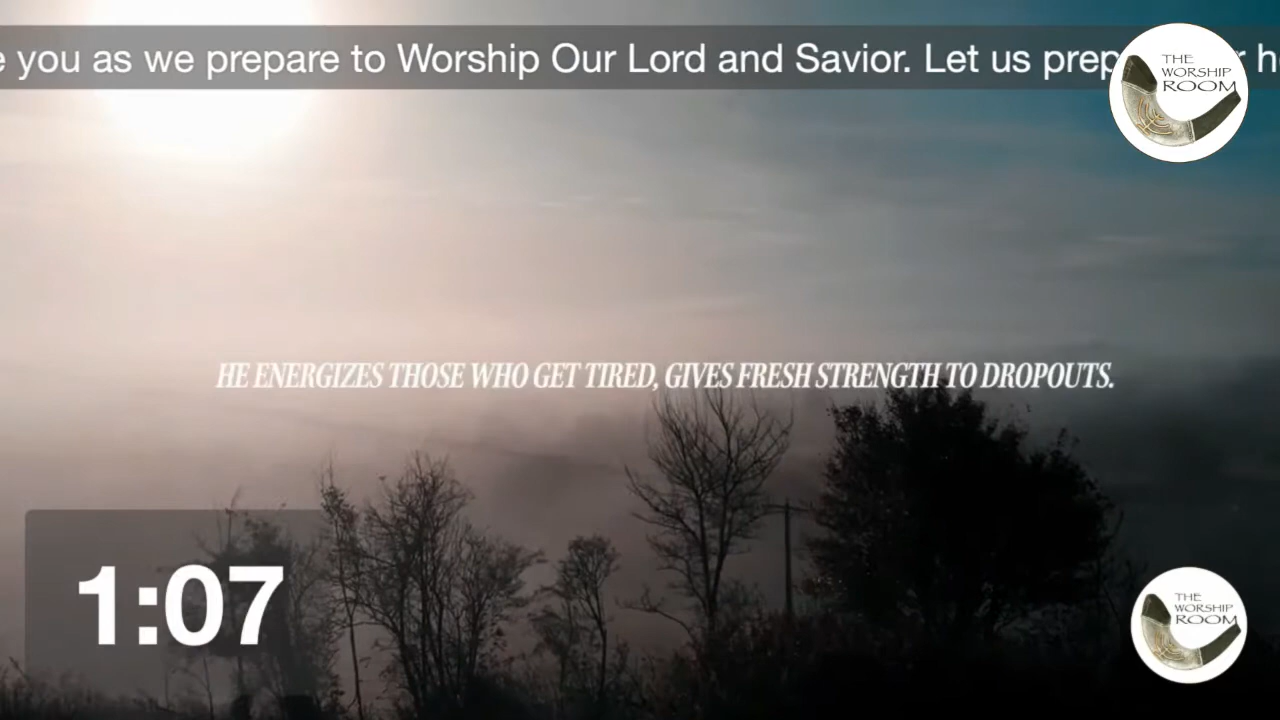 you as we prepare to Worship Our Lord and Savior. Let us
THE
WORSHIP
ROOM
HE ENERGIZES THOSE WHO GET TIRED, GIVES FRESH STRENGTH TO DROPOUTS.
1:07
THE
WORSHIP
ROOM